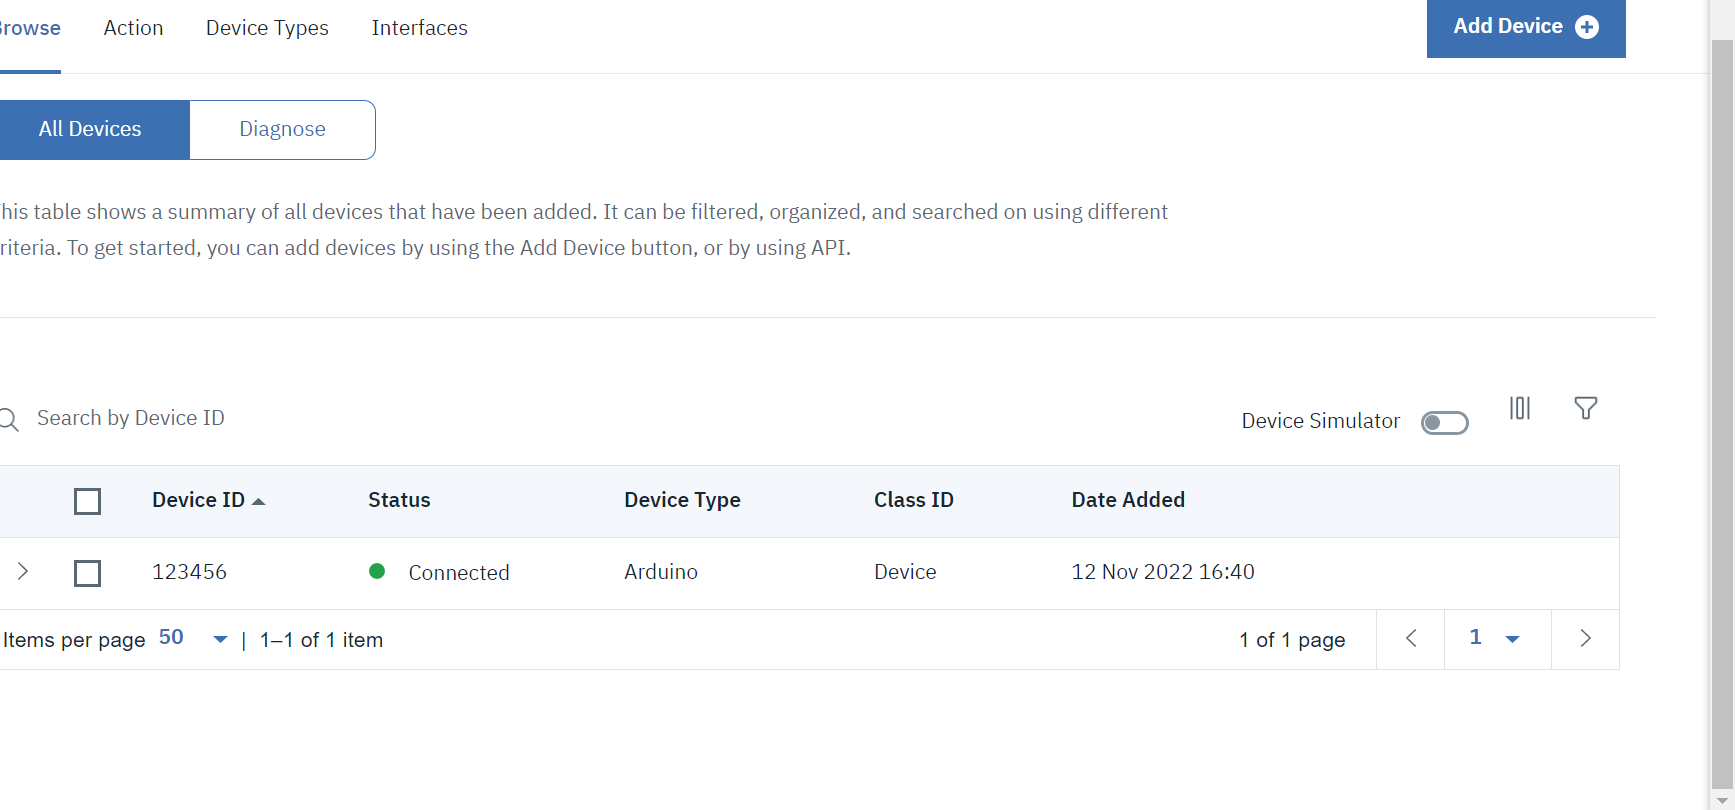 Browse Action Device Types Interfaces Add Device
All Devices Diagnose
This table shows a summary of all devices that have been added. It can be filtered, organized, and searched on using different
criteria. To get started, you can add devices by using the Add Device button, or by using API.
Search by Device ID Device Simulator
Device ID Status Device Type Class ID Date Added
123456 Connected Arduino Device 12 Nov 2022 16:40
Items per page 50 | 1–1 of 1 item 1 of 1 page 1